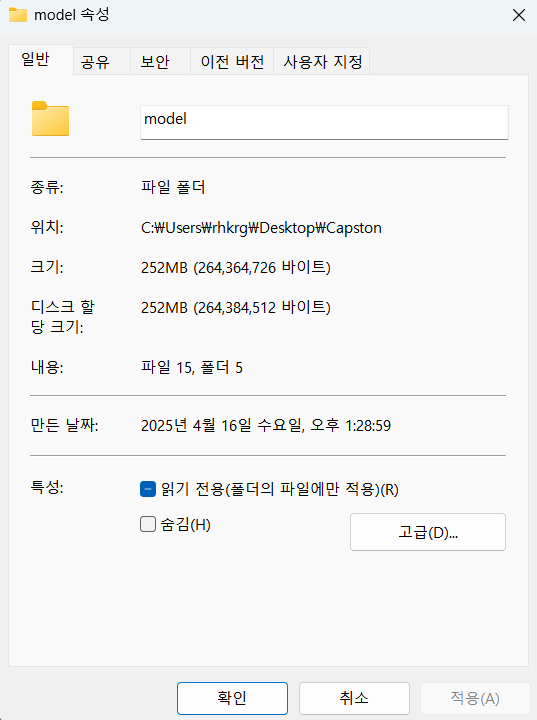 model 속성
일반 공유 보안 이전 버전 사용자 지정
model
종류: 파일 폴더
위치: C:₩Users₩rhkrg₩Desktop₩Capston
크기: 252MB (264,364,726 바이트)
디스크 할 252MB (264,384,512 바이트)
당 크기:
내용: 파일 15, 폴더 5
만든 날짜: 2025년 4월 16일 수요일, 오후 1:28:59
특성: 읽기 전용(폴더의 파일에만 적용)(R)
숨김(H)
고급(D)...
확인 취소 적용(A)